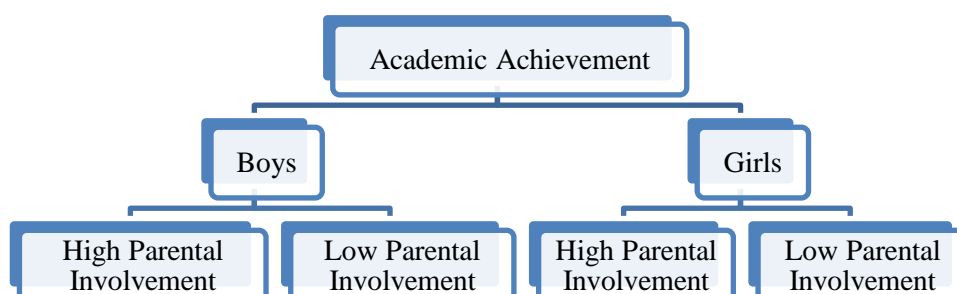 Academic Achievement
Boys
Girls
High Parental
Involvement
Low Parental
Involvement
High Parental
Involvement
Low Parental
Involvement